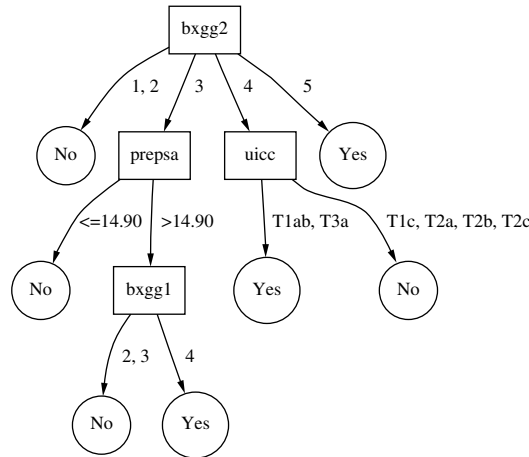 bxgg2
1, 2
3
4
5
No
prepsa
uicc
Yes
<=14.90
>14.90
T1ab, T3a
T1c, T2a, T2b, T2c
No
bxgg1
Yes
No
2, 3
4
No
Yes